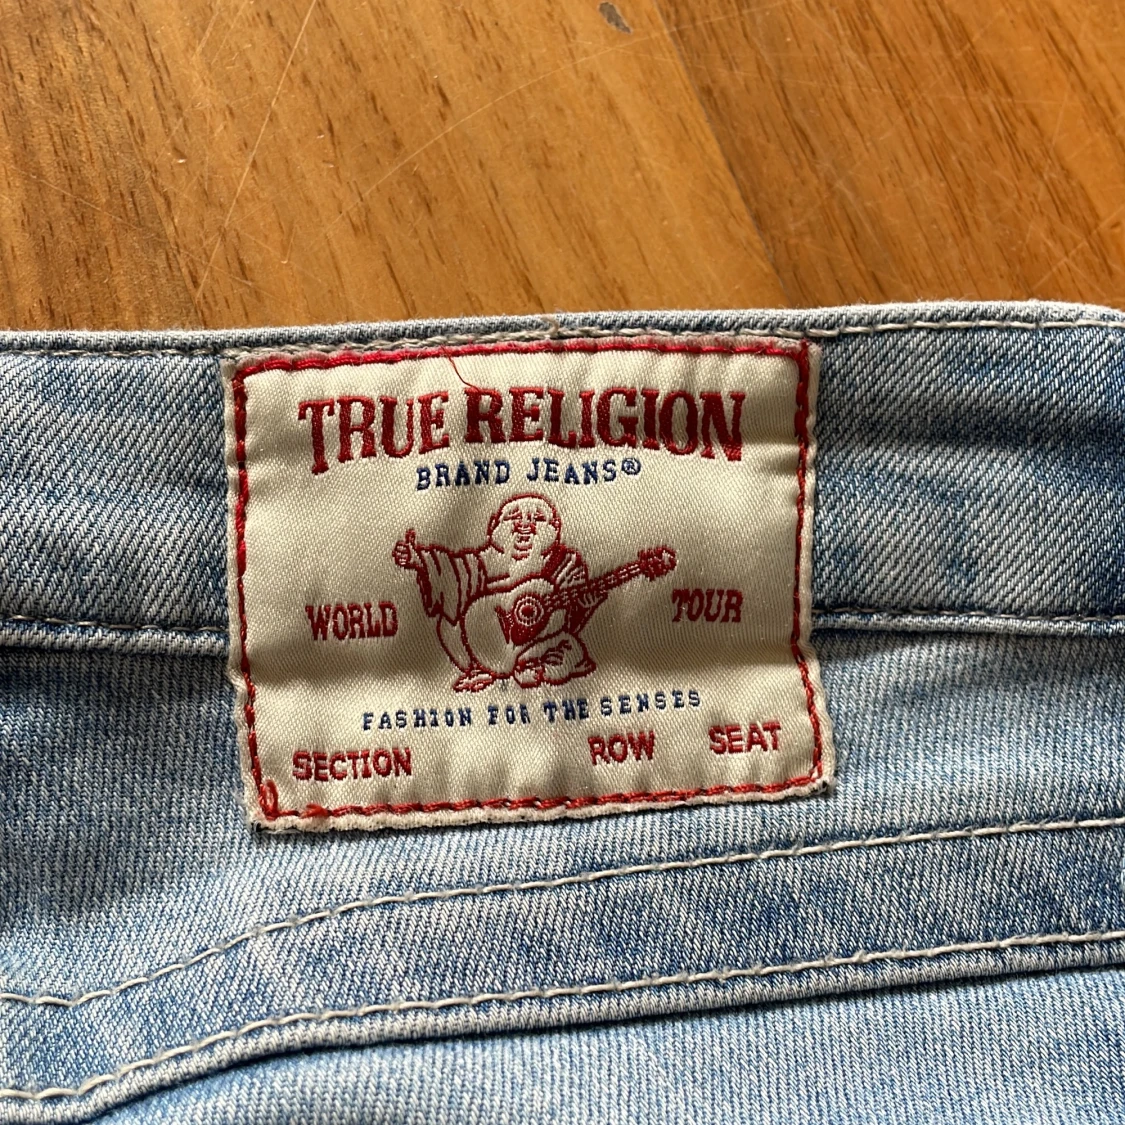 TRUE RELIGION
BRAND JEANS®
WORLD TOUR
FASHION FOR THE SENSES
SECTION ROW SEAT